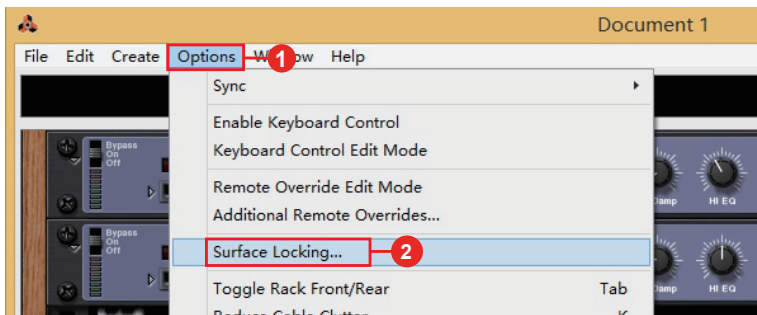 Document 1
File Edit Create Options W ow Help
1
Sync
Enable Keyboard Control
Keyboard Control Edit Mode
Remote Override Edit Mode
Additional Remote Overrides...
Surface Locking... 2
Toggle Rack Front/Rear Tab
Bypass
On
Off
Damp HI EQ
Bypass
On
Off
Damp HI EQ